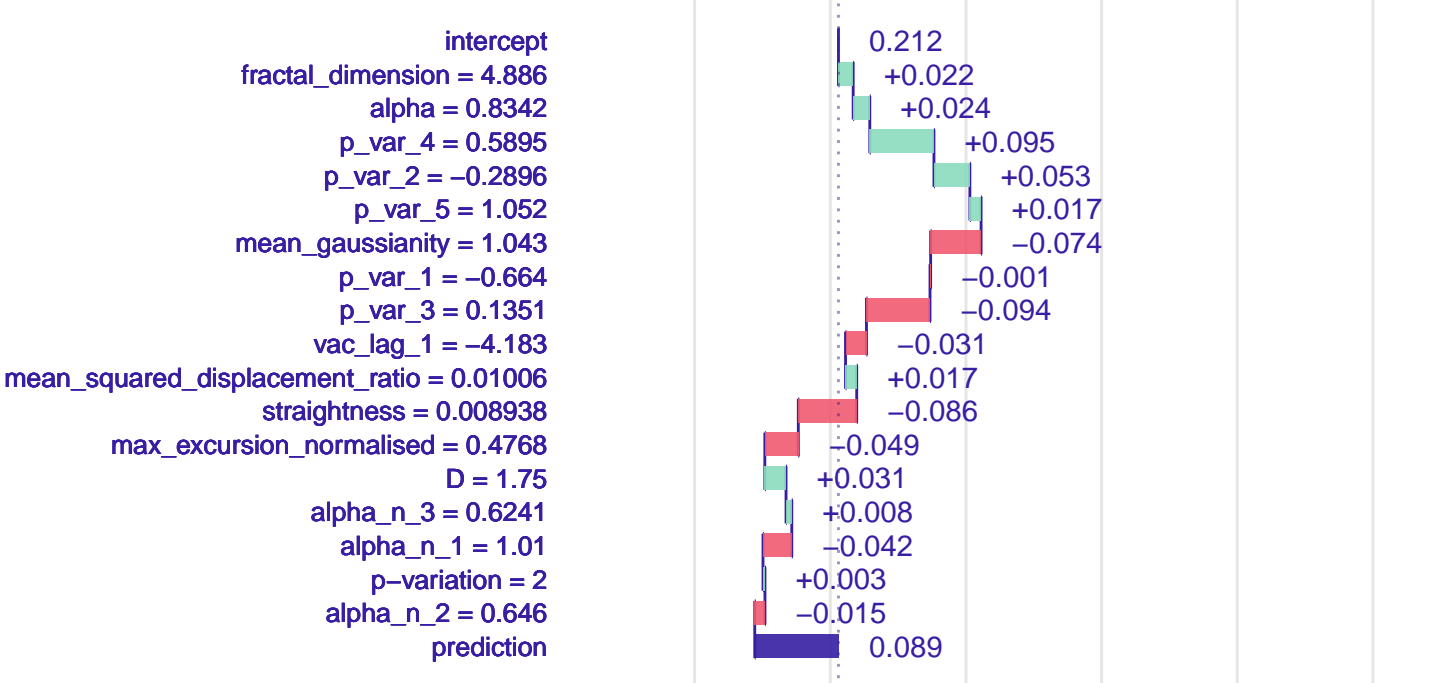 intercept 0.212
fractal_dimension = 4.886 +0.022
alpha = 0.8342 +0.024
p_var_4 = 0.5895 +0.095
p_var_2 = −0.2896 +0.053
p_var_5 = 1.052 +0.017
mean_gaussianity = 1.043 −0.074
p_var_1 = −0.664 −0.001
p_var_3 = 0.1351 −0.094
vac_lag_1 = −4.183 −0.031
mean_squared_displacement_ratio = 0.01006 +0.017
straightness = 0.008938 −0.086
max_excursion_normalised = 0.4768 −0.049
D = 1.75 +0.031
alpha_n_3 = 0.6241 +0.008
alpha_n_1 = 1.01 −0.042
p−variation = 2 +0.003
alpha_n_2 = 0.646 −0.015
prediction 0.089